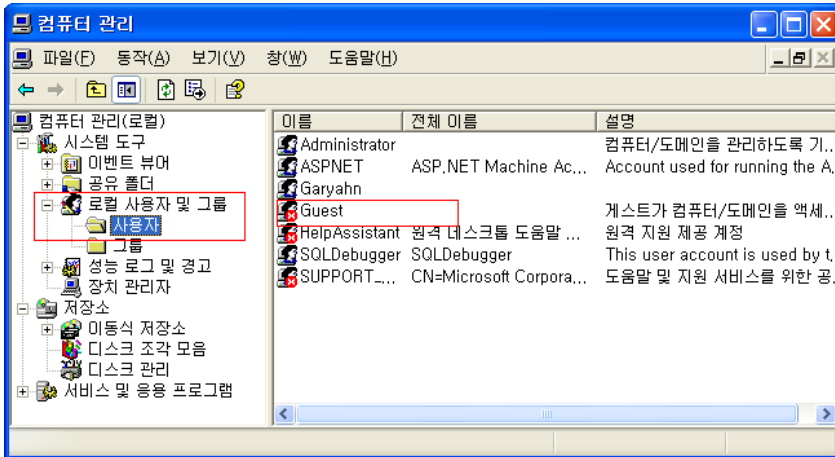 컴퓨터 관리
파일(F) 동작(A) 보기(V) 창(W) 도움말(H)
컴퓨터 관리(로컬)
시스템 도구
이벤트 뷰어
공유 폴더
로컬 사용자 및 그룹
사용자
그룹
성능 로그 및 경고
장치 관리자
저장소
이동식 저장소
디스크 조각 모음
디스크 관리
서비스 및 응용 프로그램
이름 전체 이름 설명
Administrator 컴퓨터/도메인을 관리하도록 기...
ASPNET ASP.NET Machine Ac... Account used for running the A.
Garyahn
Guest 게스트가 컴퓨터/도메인을 액세...
HelpAssistant 원격 데스크톱 도움말 ... 원격 지원 제공 계정
SQLDebugger SQLDebugger This user account is used by t.
SUPPORT_... CN=Microsoft Corpora... 도움말 및 지원 서비스를 위한 공.